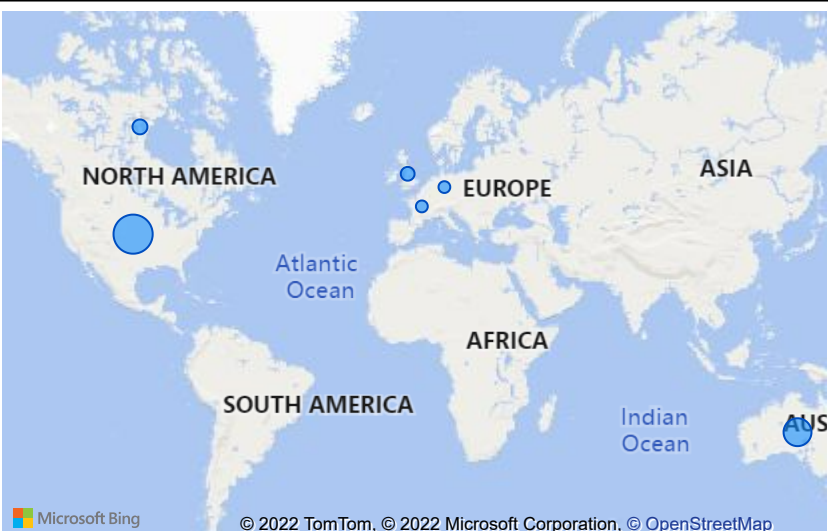 ASIA
NORTH AMERICA
EUROPE
Atlantic
Ocean
AFRICA
SOUTH AMERICA
Indian
Ocean
AUS
Microsoft Bing
© 2022 TomTom, © 2022 Microsoft Corporation, © OpenStreetMap